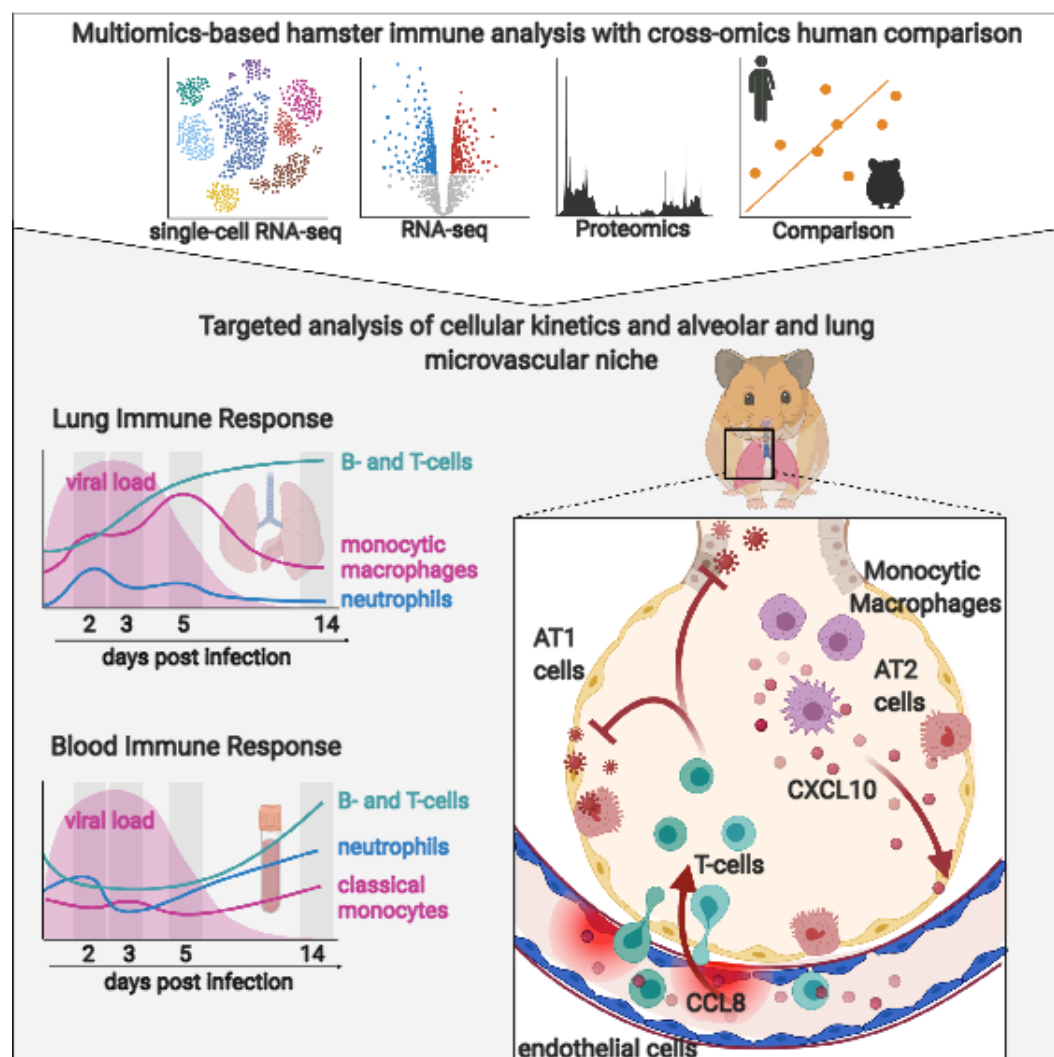 Multiomics-based hamster immune analysis with cross-omics human comparison
single-cell RNA-seq
RNA-seq
Proteomics
Comparison
Targeted analysis of cellular kinetics and alveolar and lung
microvascular niche
Lung Immune Response
viral load
B- and T-cells
monocytic
macrophages
neutrophils
2 3 5 14
days post infection
Blood Immune Response
viral load
B- and T-cells
neutrophils
classical
monocytes
2 3 5 14
days post infection
Monocytic
Macrophages
AT1
cells
AT2
cells
CXCL10
T-cells
CCL8
endothelial cells